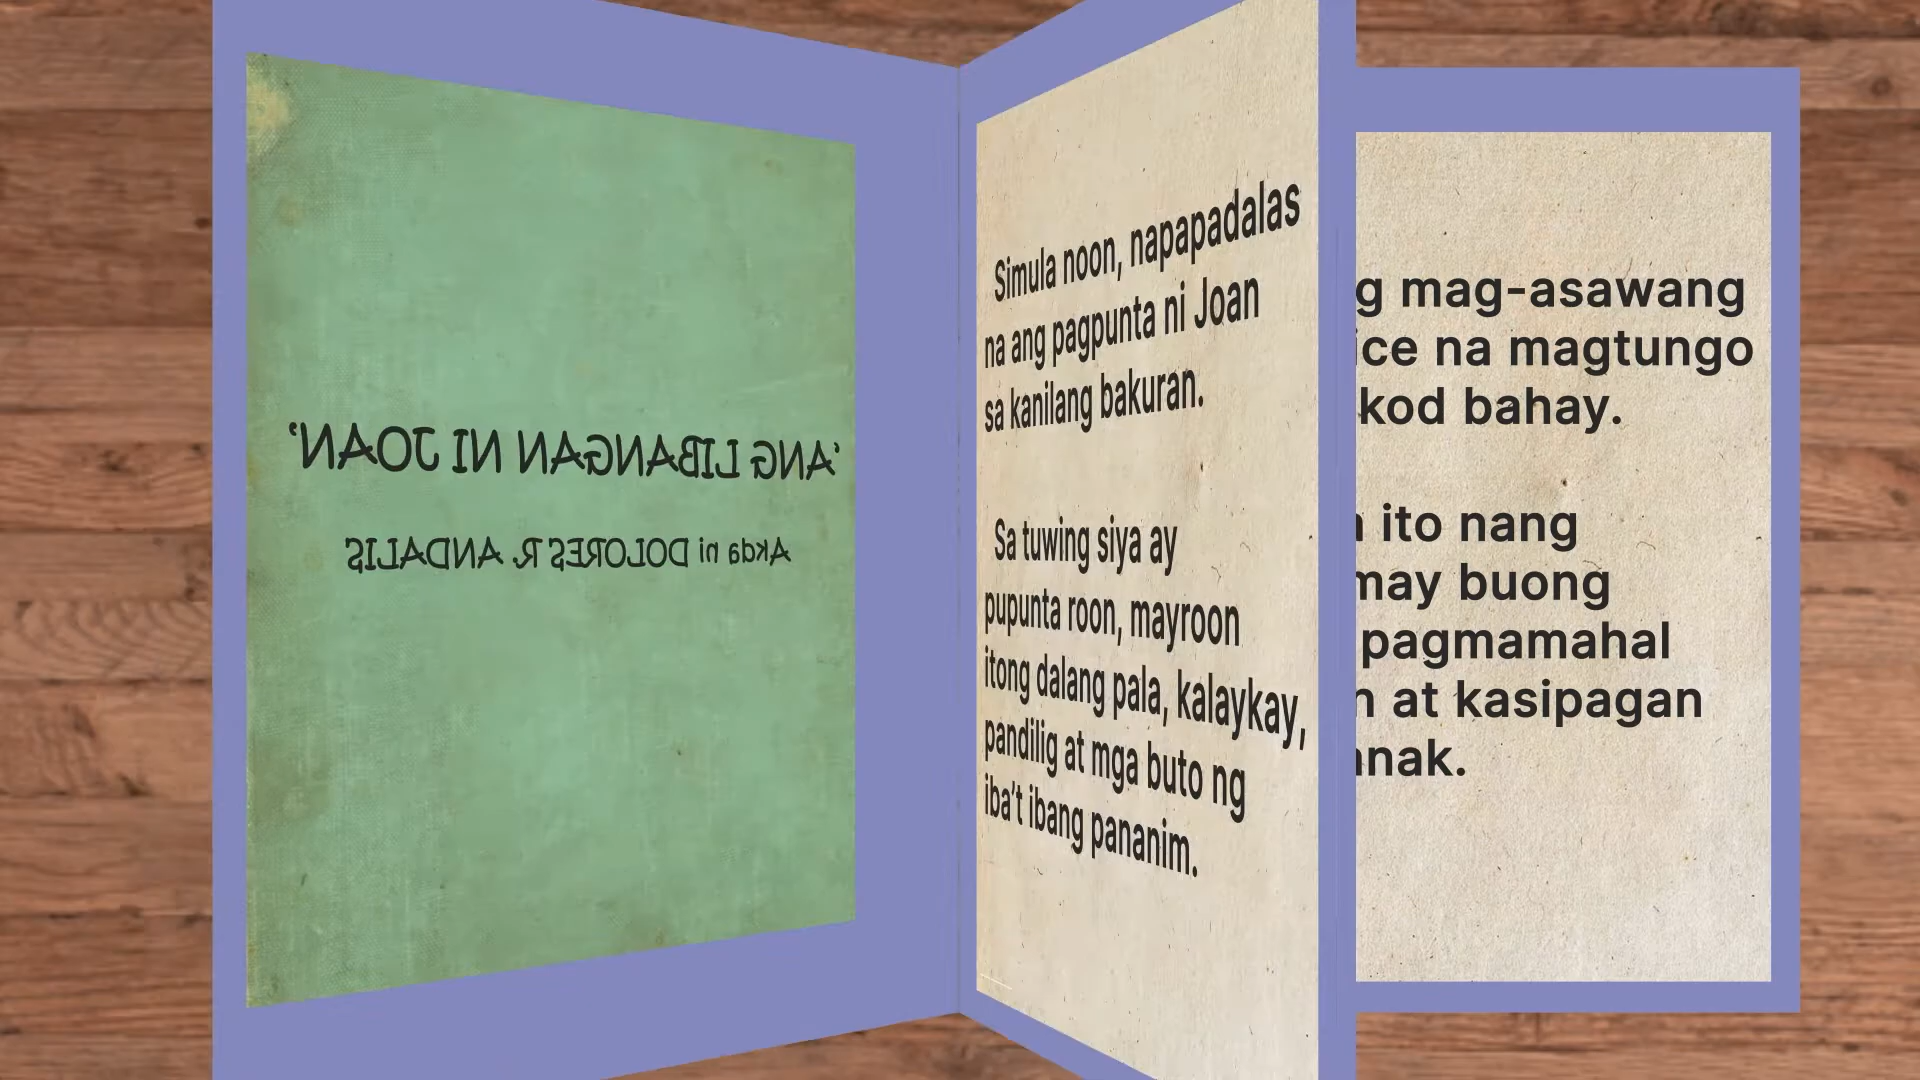 'ANG LIBANGAN NI JOAN'
Akda ni DOLORES R. ANDALIS
Simula noon, napapadalas
na ang pagpunta ni Joan
sa kanilang bakuran.
Sa tuwing siya ay
pupunta roon, mayroon
itong dalang pala, kalaykay,
pandilig at mga buto ng
iba't ibang pananim.
mag-asawang
na magtungo
bahay.
ito nang
buong
pagmamahal
at kasipagan